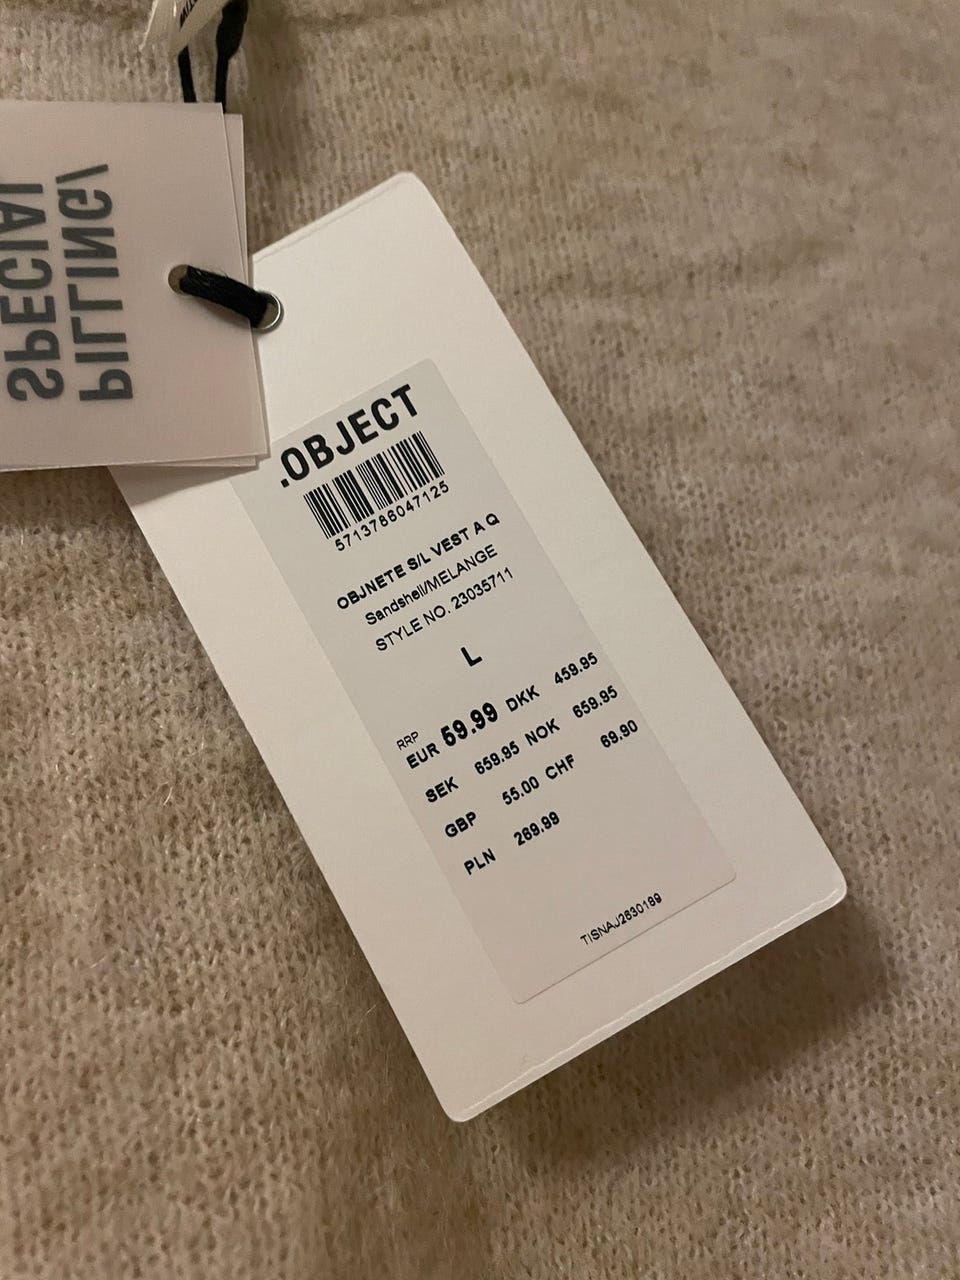 SPECIAL
PILLING/
.OBJECT
5713786047125
OBJNETE S/L VEST A Q
Sandshell/MELANGE
STYLE NO. 23035711
L
RRP
EUR 59.99 DKK 459.95
SEK 659.95 NOK 659.95
GBP 55.00 CHF 69.90
PLN 269.99
TISNAJ2630189